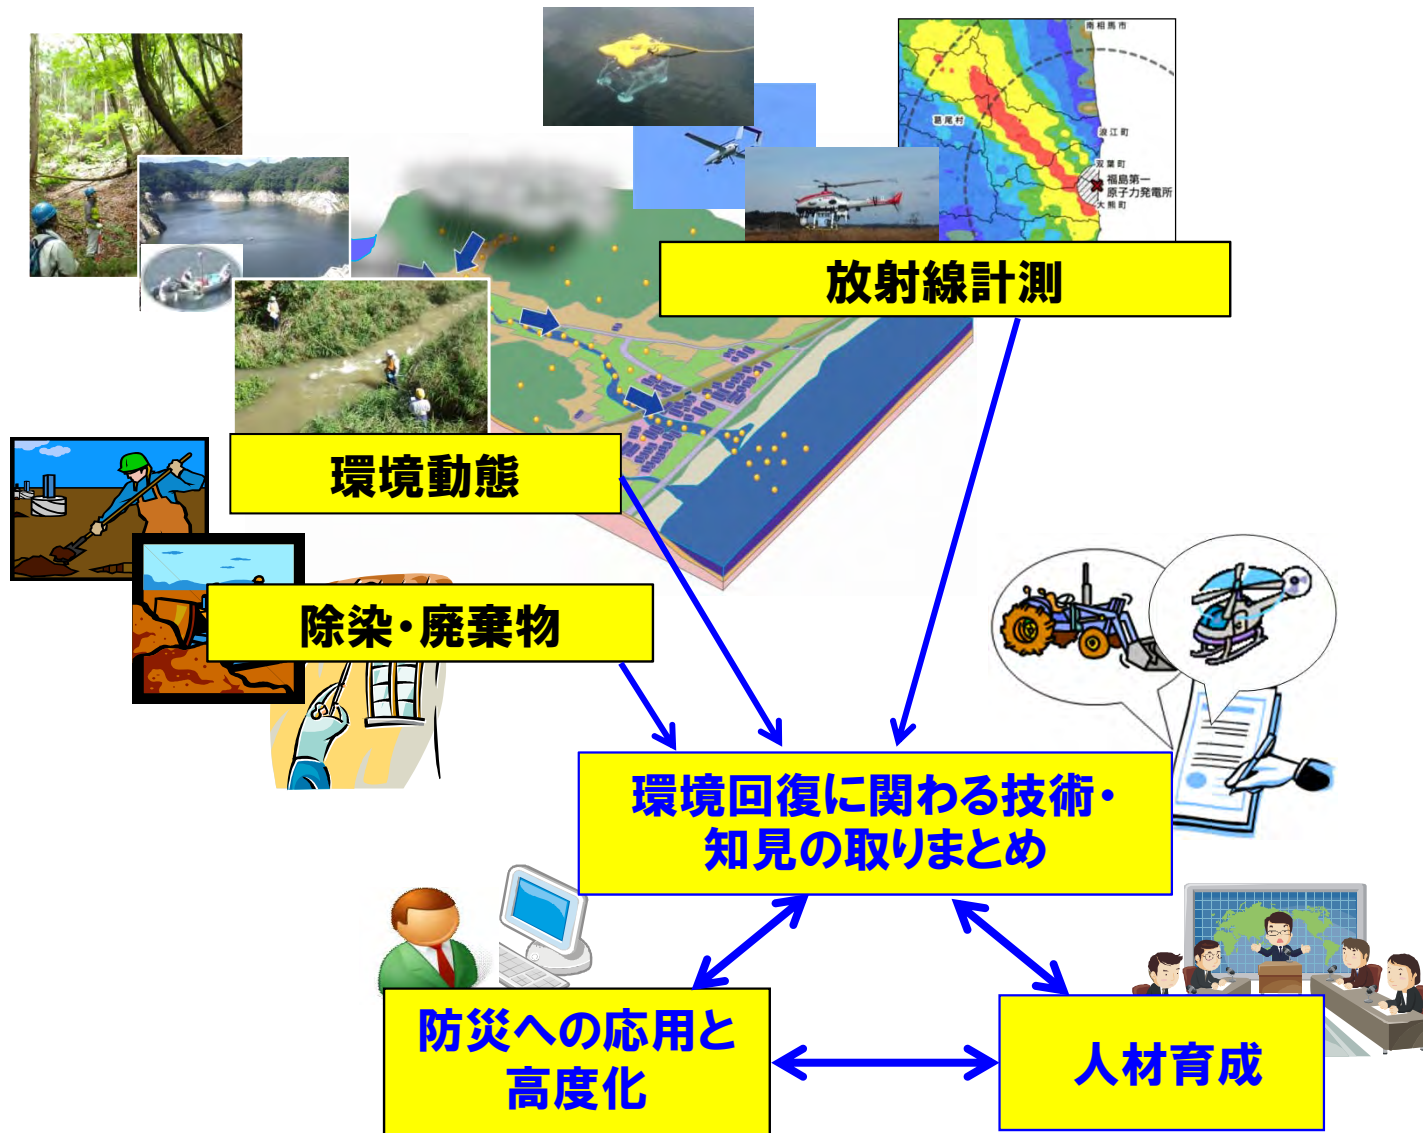 南相馬市
葛尾村
浪江町
双葉町
福島第一
原子力発電所
大熊町
放射線計測
環境動態
除染・廃棄物
環境回復に関わる技術・
知見の取りまとめ
防災への応用と
高度化
人材育成